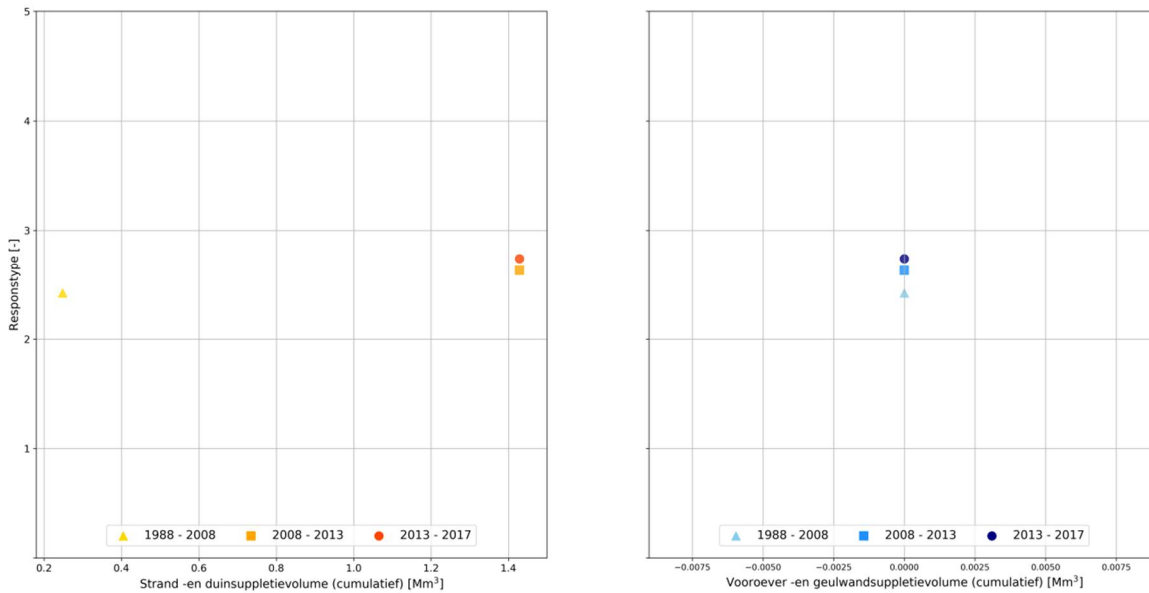 5
4
3
2
1
Responstype [-]
1988 - 2008
2008 - 2013
2013 - 2017
0.2
0.4
0.6
0.8
1.0
1.2
1.4
Strand -en duinsuppletievolume (cumulatief) [Mm³]
1988 - 2008
2008 - 2013
2013 - 2017
−0.0075
−0.0050
−0.0025
0.0000
0.0025
0.0050
0.0075
Vooroever -en geulwandsuppletievolume (cumulatief) [Mm³]